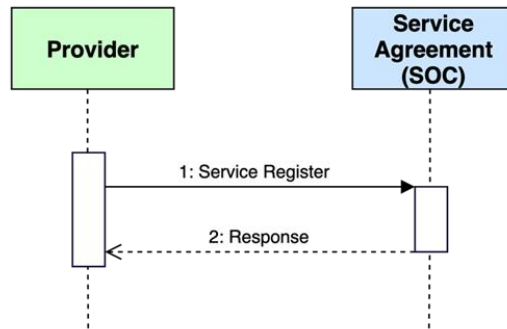 Provider
Service
Agreement
(SOC)
1: Service Register
2: Response